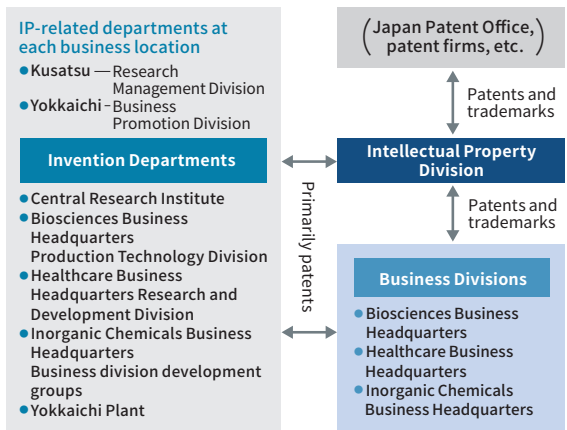 IP-related departments at
each business location
●Kusatsu — Research
Management Division
●Yokkaichi – Business
Promotion Division
Invention Departments
●Central Research Institute
●Biosciences Business
Headquarters
Production Technology Division
●Healthcare Business
Headquarters Research and
Development Division
●Inorganic Chemicals Business
Headquarters
Business division development
groups
●Yokkaichi Plant
Primarily patents
(Japan Patent Office,
patent firms, etc.)
Patents and
trademarks
Intellectual Property
Division
Patents and
trademarks
Business Divisions
●Biosciences Business
Headquarters
●Healthcare Business
Headquarters
●Inorganic Chemicals
Business Headquarters